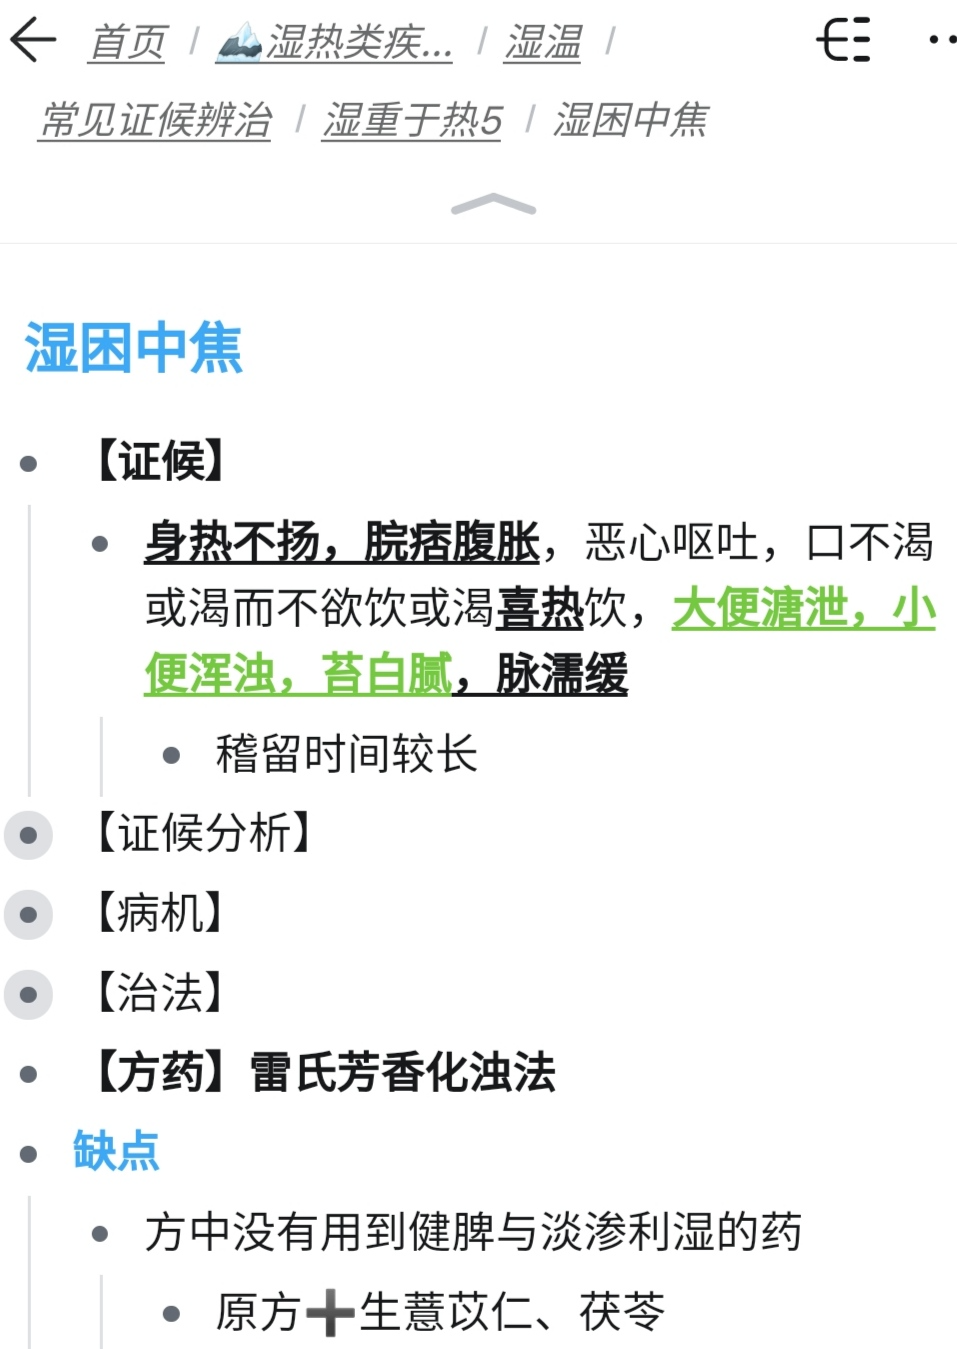 首页 / 湿热类疾... / 湿温 /
常见证候辨治 / 湿重于热5 / 湿困中焦
湿困中焦
【证候】
身热不扬，脘痞腹胀，恶心呕吐，口不渴
或渴而不欲饮或渴喜热饮，大便溏泄，小
便浑浊，苔白腻，脉濡缓
稽留时间较长
【证候分析】
【病机】
【治法】
【方药】雷氏芳香化浊法
缺点
方中没有用到健脾与淡渗利湿的药
原方➕生薏苡仁、茯苓